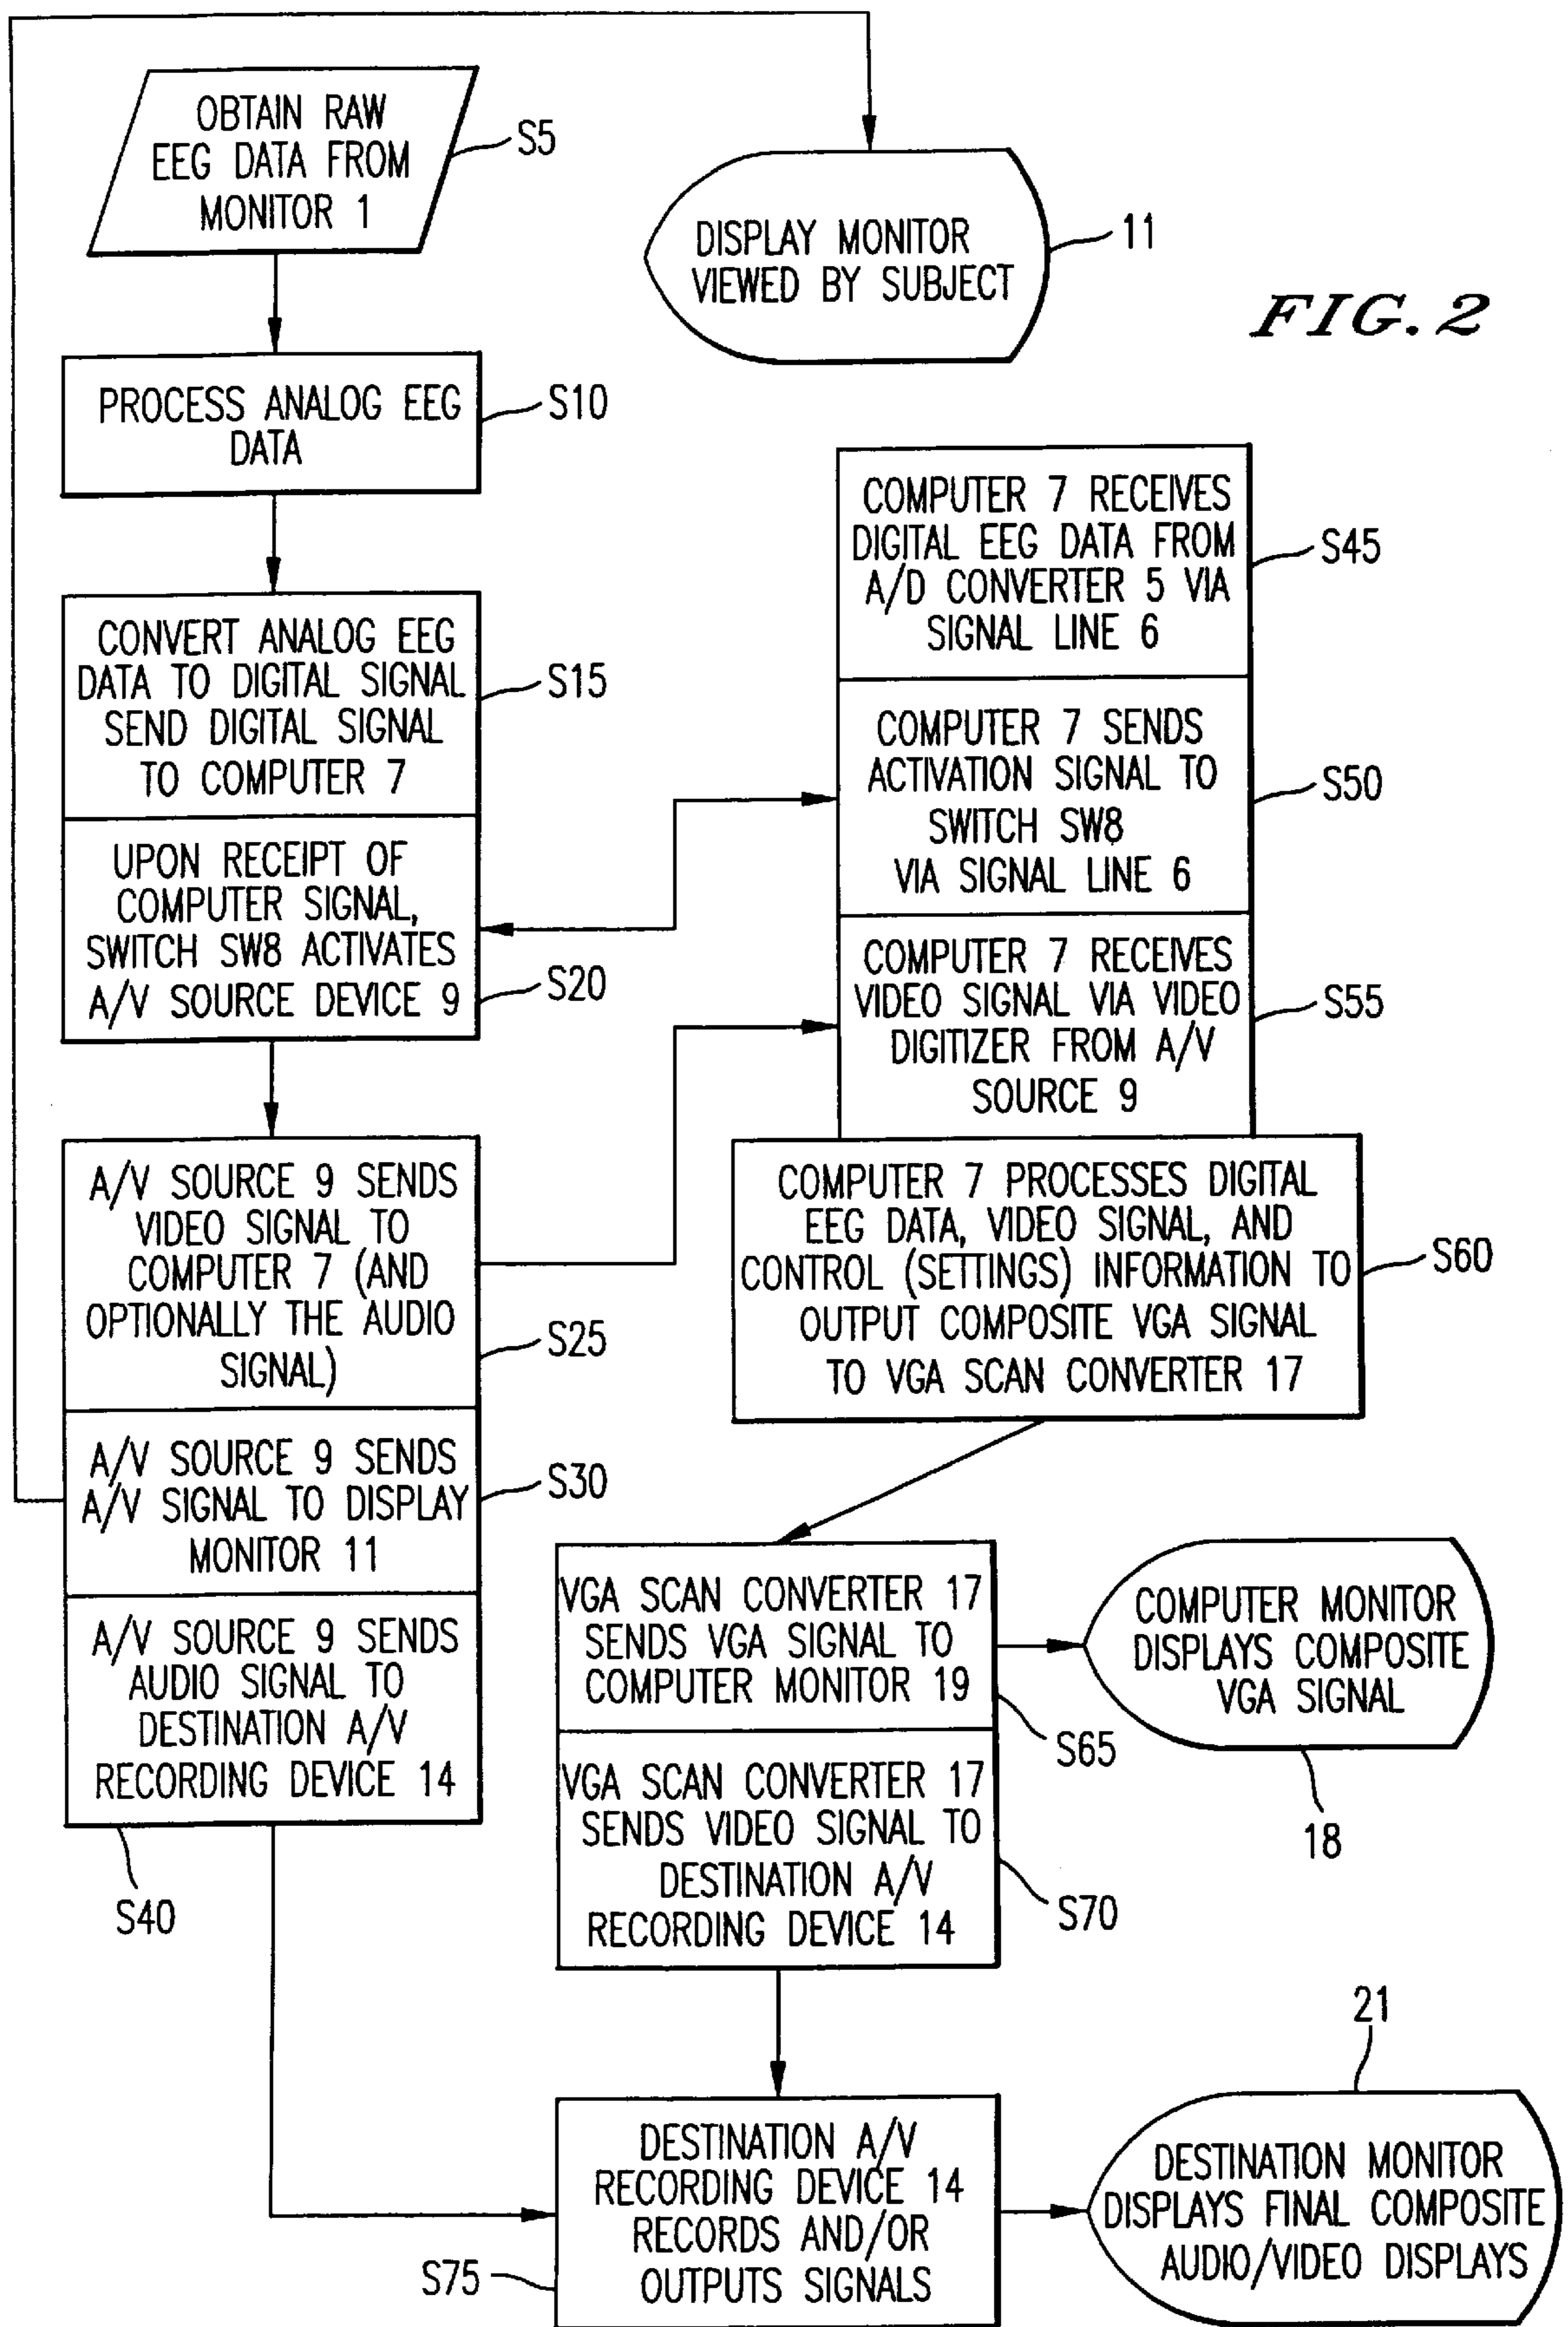 OBTAIN RAW
EEG DATA FROM
MONITOR 1
S5
DISPLAY MONITOR
VIEWED BY SUBJECT
11
FIG. 2
PROCESS ANALOG EEG
DATA
S10
CONVERT ANALOG EEG
DATA TO DIGITAL SIGNAL
SEND DIGITAL SIGNAL
TO COMPUTER 7
S15
UPON RECEIPT OF
COMPUTER SIGNAL,
SWITCH SW8 ACTIVATES
A/V SOURCE DEVICE 9
S20
A/V SOURCE 9 SENDS
VIDEO SIGNAL TO
COMPUTER 7 (AND
OPTIONALLY THE AUDIO
SIGNAL)
S25
A/V SOURCE 9 SENDS
A/V SIGNAL TO DISPLAY
MONITOR 11
S30
A/V SOURCE 9 SENDS
AUDIO SIGNAL TO
DESTINATION A/V
RECORDING DEVICE 14
S40
COMPUTER 7 RECEIVES
DIGITAL EEG DATA FROM
A/D CONVERTER 5 VIA
SIGNAL LINE 6
S45
COMPUTER 7 SENDS
ACTIVATION SIGNAL TO
SWITCH SW8
VIA SIGNAL LINE 6
S50
COMPUTER 7 RECEIVES
VIDEO SIGNAL VIA VIDEO
DIGITIZER FROM A/V
SOURCE 9
S55
COMPUTER 7 PROCESSES DIGITAL
EEG DATA, VIDEO SIGNAL, AND
CONTROL (SETTINGS) INFORMATION TO
OUTPUT COMPOSITE VGA SIGNAL
TO VGA SCAN CONVERTER 17
S60
VGA SCAN CONVERTER 17
SENDS VGA SIGNAL TO
COMPUTER MONITOR 19
S65
COMPUTER MONITOR
DISPLAYS COMPOSITE
VGA SIGNAL
18
VGA SCAN CONVERTER 17
SENDS VIDEO SIGNAL TO
DESTINATION A/V
RECORDING DEVICE 14
S70
DESTINATION A/V
RECORDING DEVICE 14
RECORDS AND/OR
OUTPUTS SIGNALS
S75
21
DESTINATION MONITOR
DISPLAYS FINAL COMPOSITE
AUDIO/VIDEO DISPLAYS